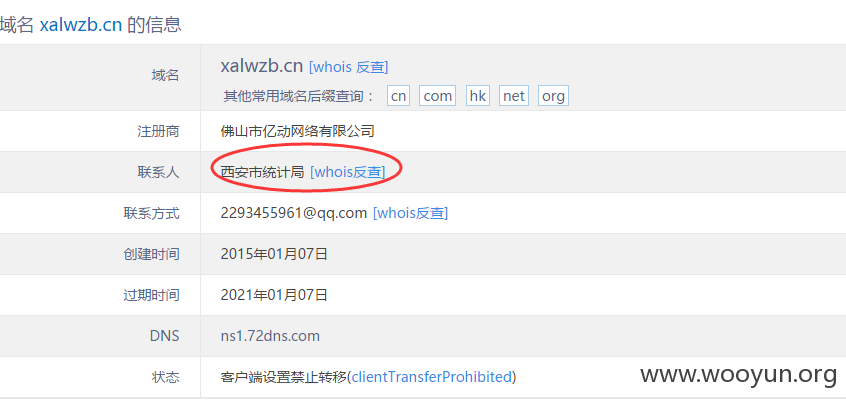 域名 xalwzb.cn 的信息
域名 xalwzb.cn [whois 反查]
其他常用域名后缀查询： cn com hk net org
注册商 佛山市亿动网络有限公司
联系人 西安市统计局 [whois反查]
联系方式 2293455961@qq.com [whois反查]
创建时间 2015年01月07日
过期时间 2021年01月07日
DNS ns1.72dns.com
状态 客户端设置禁止转移(clientTransferProhibited)
www.wooyun.org